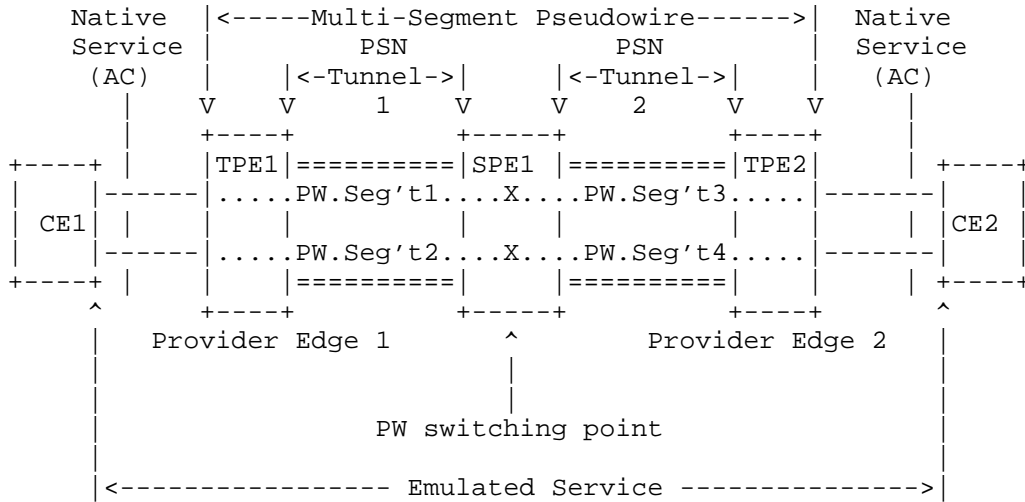 Native |<-----Multi-Segment Pseudowire----->| Native
Service | PSN PSN | Service
(AC) | |<-Tunnel->| |<-Tunnel->| | (AC)
| V V 1 V V 2 V V |
| +----+ +-----+ +----+ |
+----+ | |TPE1|==========|SPE1 |==========|TPE2| | +----+
| |------|.....PW.Seg't1....X....PW.Seg't3.....|-------| |
| CE1| | | | | | | | | |CE2 |
| |------|.....PW.Seg't2....X....PW.Seg't4.....|-------| |
+----+ | | |==========| |==========| | | +----+
^ +----+ +-----+ +----+ ^
| Provider Edge 1 ^ Provider Edge 2 |
| | |
| | |
| | |
| PW switching point |
| |
|<----------------- Emulated Service --------------->|